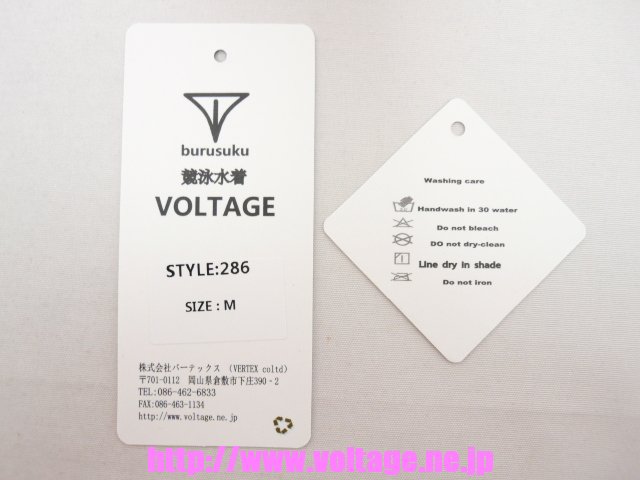 burusuku
競泳水着
VOLTAGE
STYLE:286
SIZE : M
株式会社バーテックス (VERTEX coltd)
〒701-0112 岡山県倉敷市下庄390‐2
TEL:086-462-6833
FAX:086-463-1134
http://www.voltage.ne.jp
Washing care
Handwash in 30 water
Do not bleach
DO not dry-clean
Line dry in shade
Do not iron
http://www.voltage.ne.jp